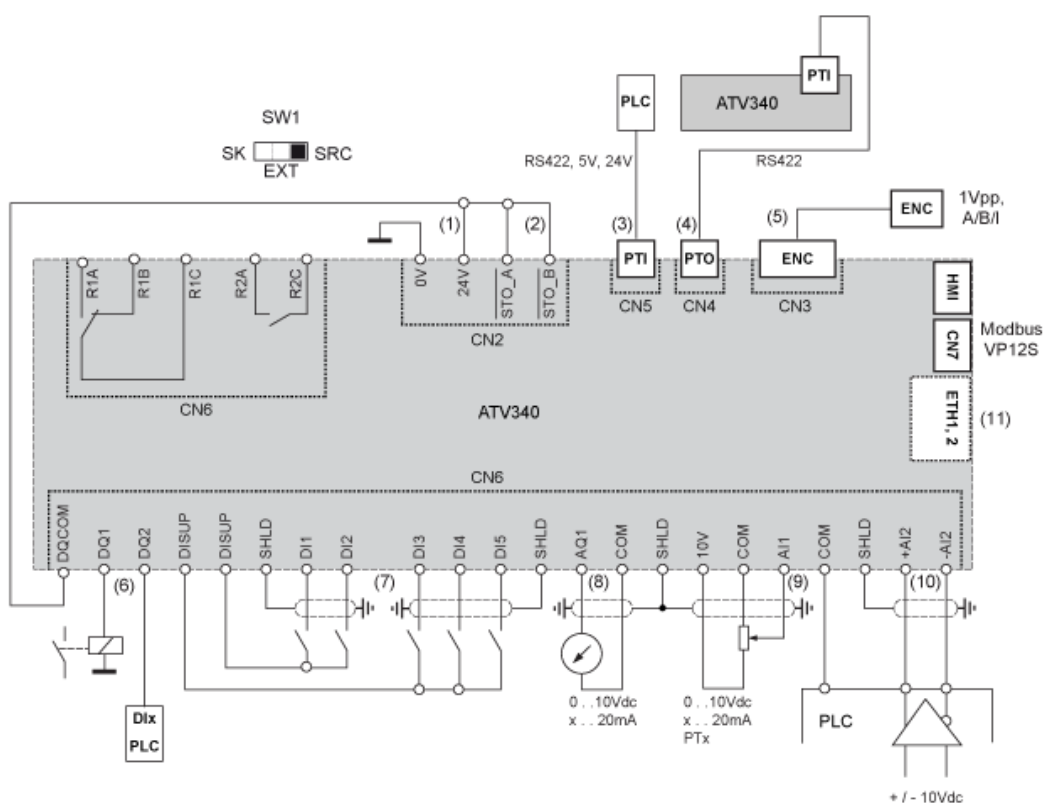 PTI
PLC
ATV340
SW1
SK
SRC
EXT
RS422, 5V, 24V
RS422
1Vpp,
A/B/I
ENC
(1)
(2)
(3)
(4)
(5)
PTI
PTO
ENC
R1A
R1B
R1C
R2A
R2C
0V
24V
STO_A
STO_B
CN5
CN4
CN3
HMI
CN2
CN7
Modbus
VP12S
CN6
ATV340
ETH1, 2
(11)
CN6
DQCOM
DQ1
DQ2
DISUP
DISUP
SHLD
DI1
DI2
DI3
DI4
DI5
SHLD
AQ1
COM
SHLD
10V
COM
AI1
COM
SHLD
+AI2
-AI2
(6)
(7)
(8)
(9)
(10)
DIx
PLC
0 . . 10Vdc
x . . 20mA
0 . . 10Vdc
x . . 20mA
PTx
PLC
+ / - 10Vdc